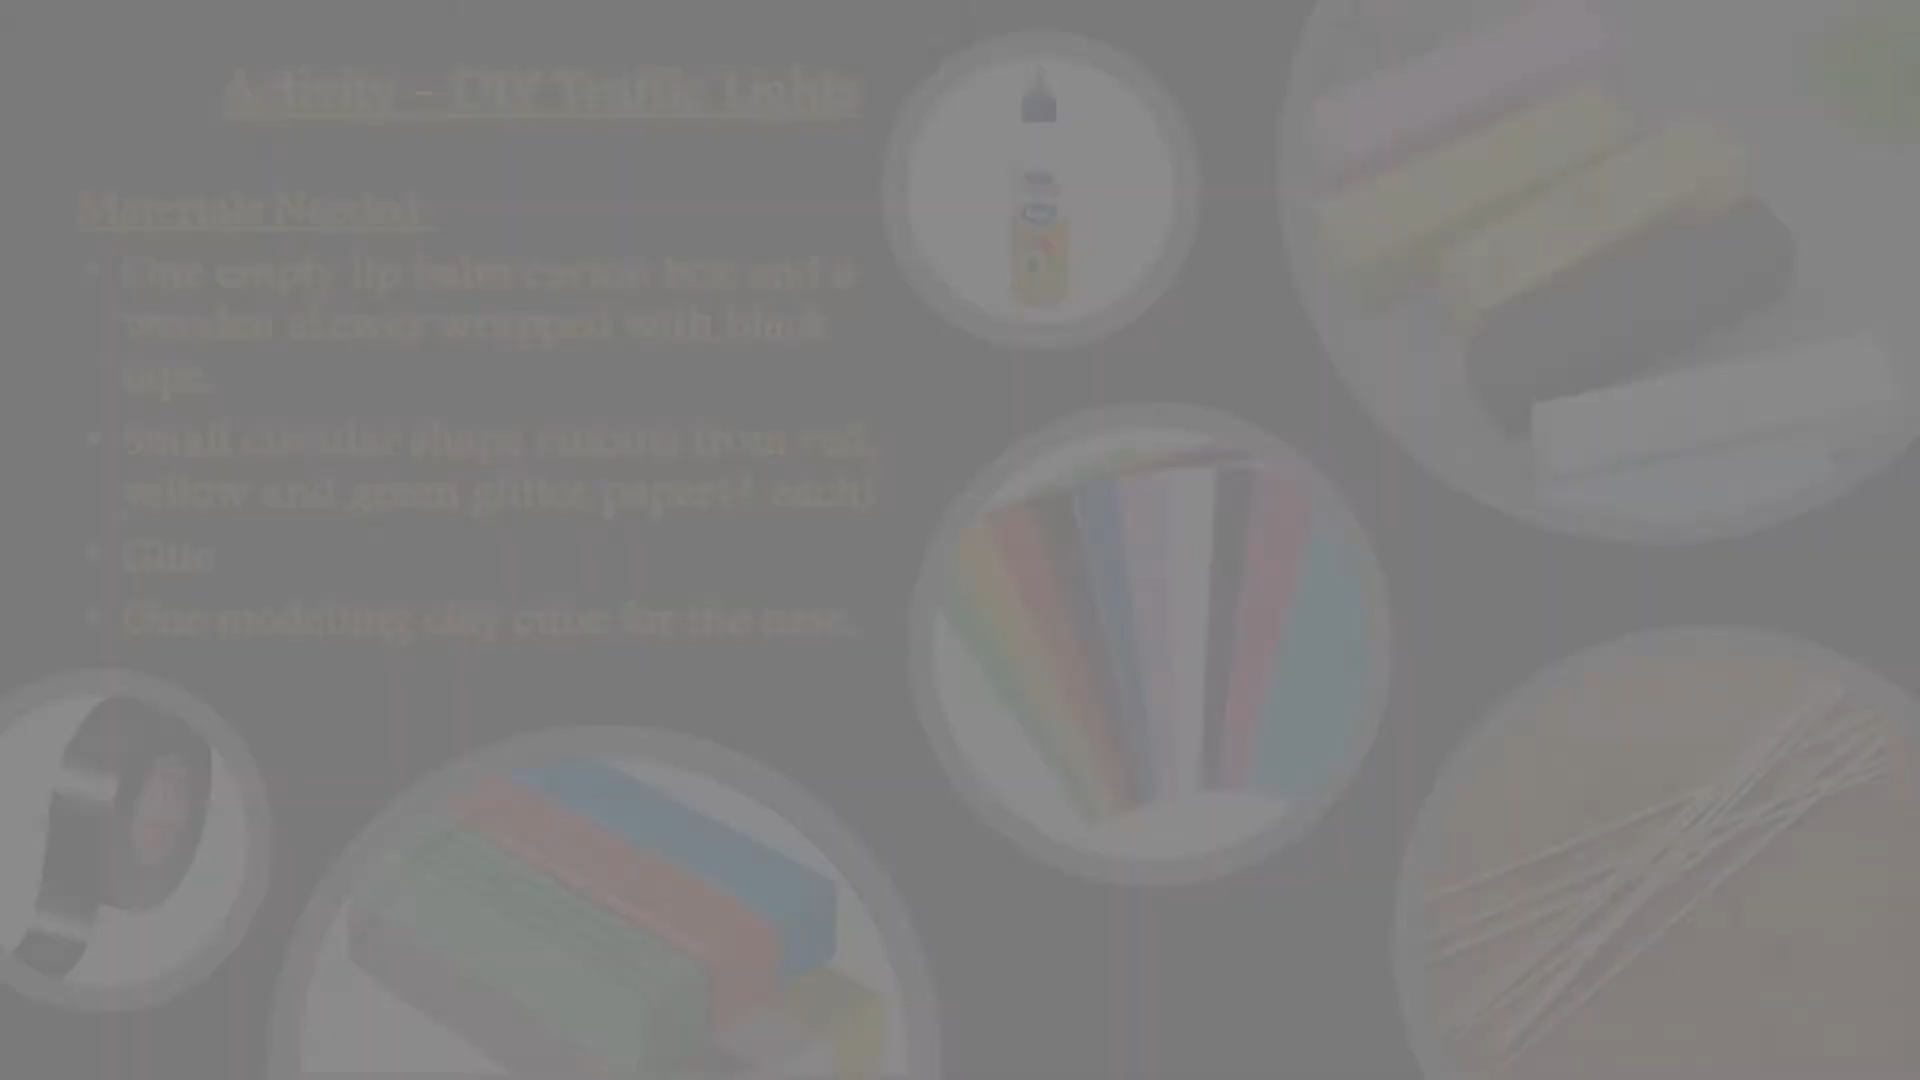 Activity – DIY Traffic Lights
Materials Needed
• One empty lip balm carton box and a
wooden skewer wrapped with black
tape.
• Small circular shape cutouts from red,
yellow and green glitter paper(4 each)
• Glue
• One modeling clay cube for the base.